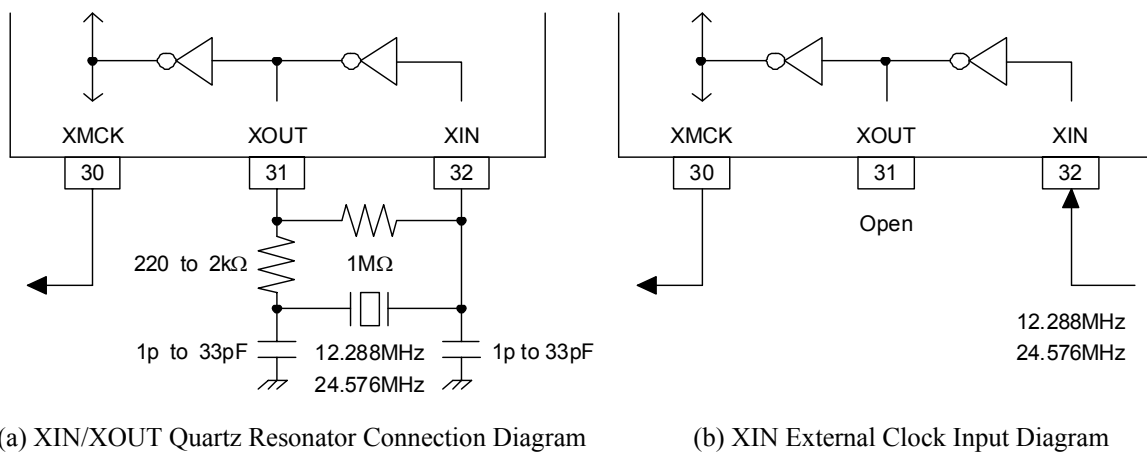 XMCK XOUT XIN
30 31 32
220 to 2kΩ
1MΩ
1p to 33pF
12.288MHz
24.576MHz
1p to 33pF
(a) XIN/XOUT Quartz Resonator Connection Diagram
XMCK XOUT XIN
30 31 32
Open
12.288MHz
24.576MHz
(b) XIN External Clock Input Diagram